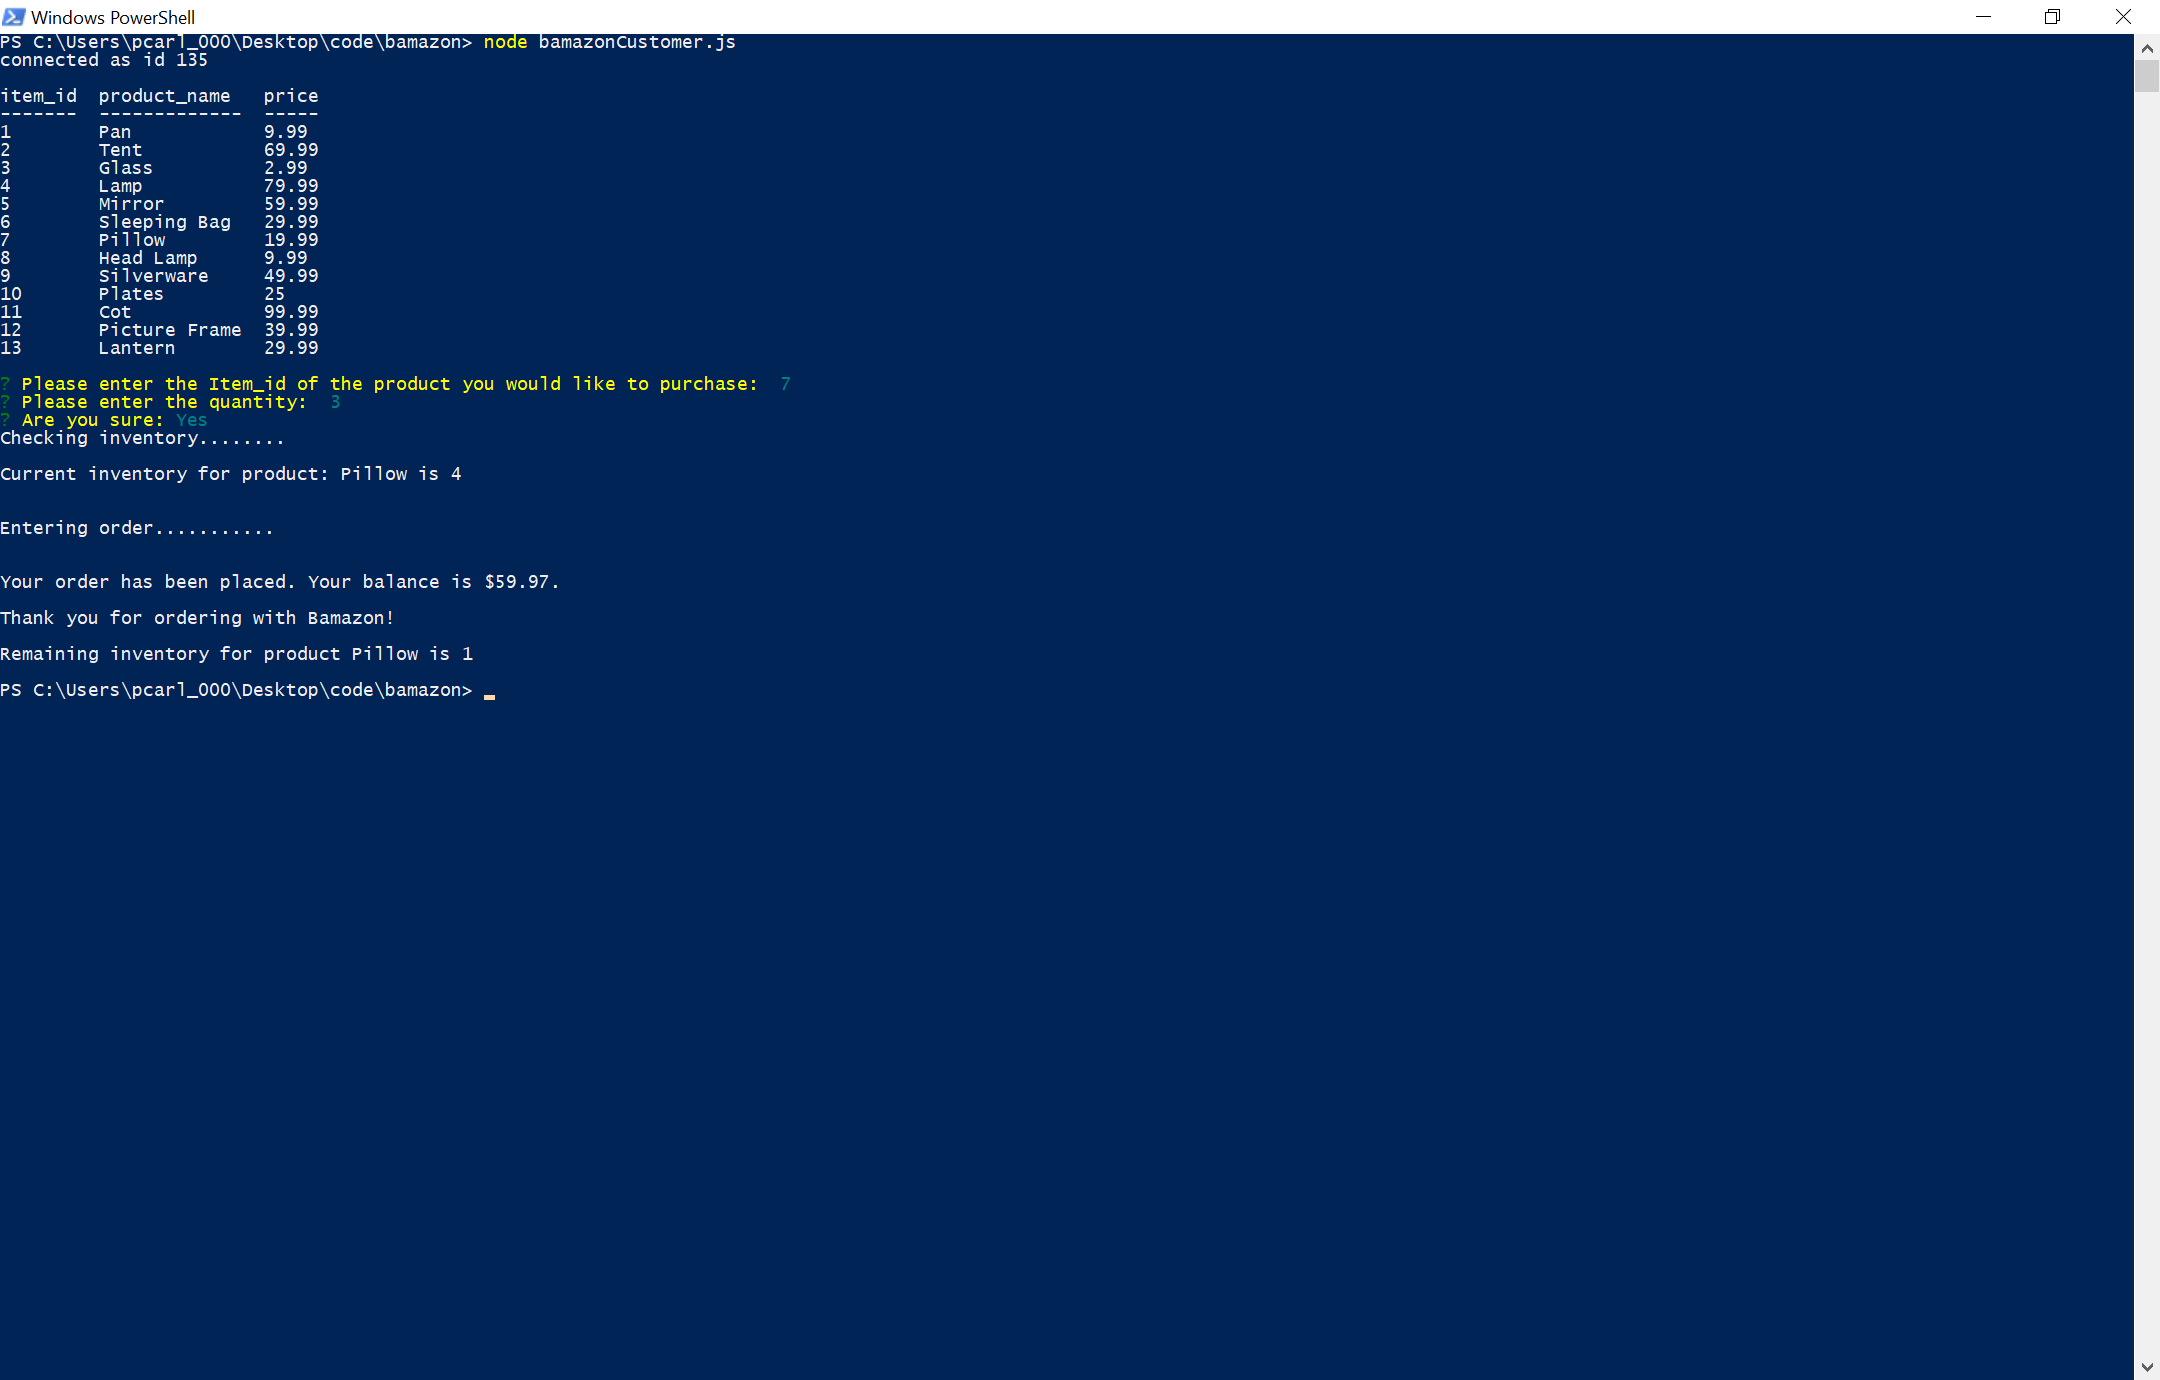 Windows PowerShell
PS C:\Users\pcarl_000\Desktop\code\bamazon> node bamazonCustomer.js
connected as id 135
item_id  product_name   price
-------  -------------  -----
1        Pan            9.99
2        Tent           69.99
3        Glass          2.99
4        Lamp           79.99
5        Mirror         59.99
6        Sleeping Bag   29.99
7        Pillow         19.99
8        Head Lamp      9.99
9        Silverware     49.99
10       Plates         25
11       Cot            99.99
12       Picture Frame  39.99
13       Lantern        29.99
? Please enter the Item_id of the product you would like to purchase:  7
? Please enter the quantity:  3
? Are you sure: Yes
Checking inventory........
Current inventory for product: Pillow is 4
Entering order...........
Your order has been placed. Your balance is $59.97.
Thank you for ordering with Bamazon!
Remaining inventory for product Pillow is 1
PS C:\Users\pcarl_000\Desktop\code\bamazon> _